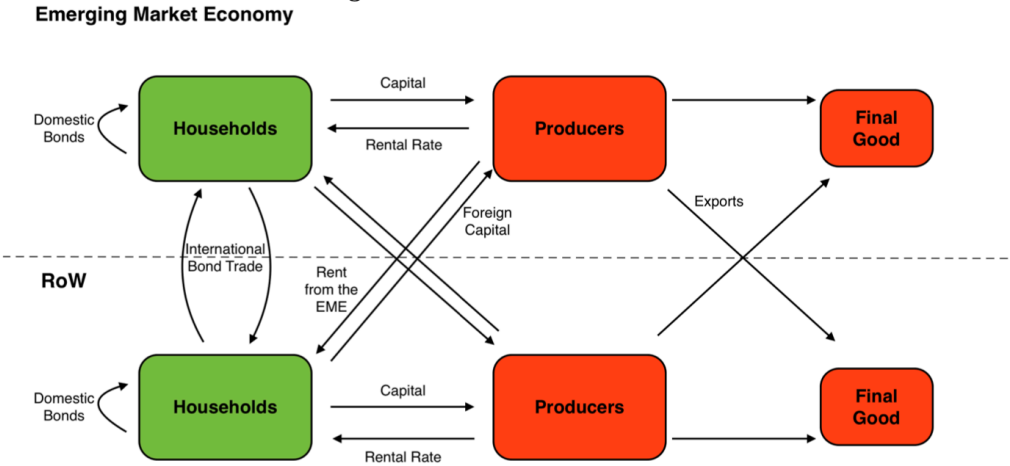 Emerging Market Economy
Domestic
Bonds
Households
Capital
Rental Rate
Producers
Final
Good
International
Bond Trade
Foreign
Capital
Exports
RoW
Rent
from the
EME
Domestic
Bonds
Households
Capital
Rental Rate
Producers
Final
Good